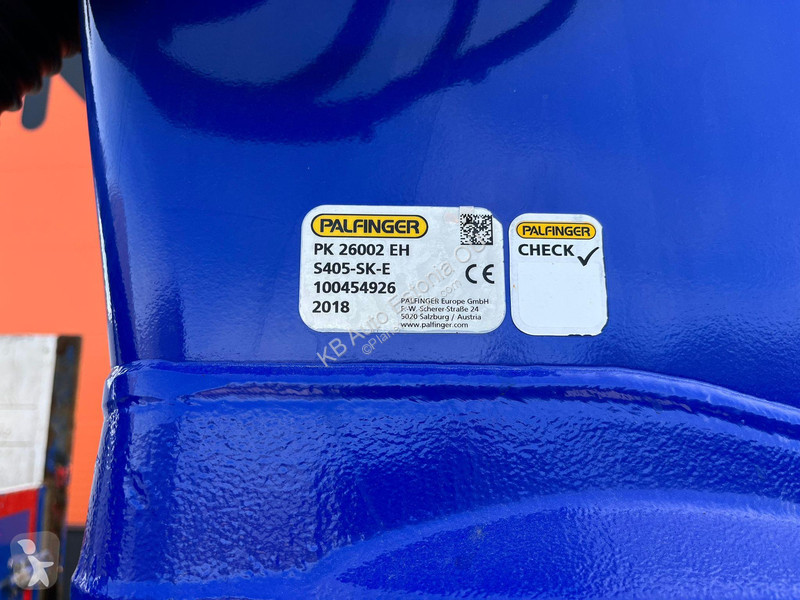 PALFINGER
PK 26002 EH
S405-SK-E
100454926
2018
CE
PALFINGER Europe GmbH
F.-W.-Scherer-Straße 24
5020 Salzburg / Austria
www.palfinger.com
PALFINGER
CHECK
KB Auto Estonia OÜ